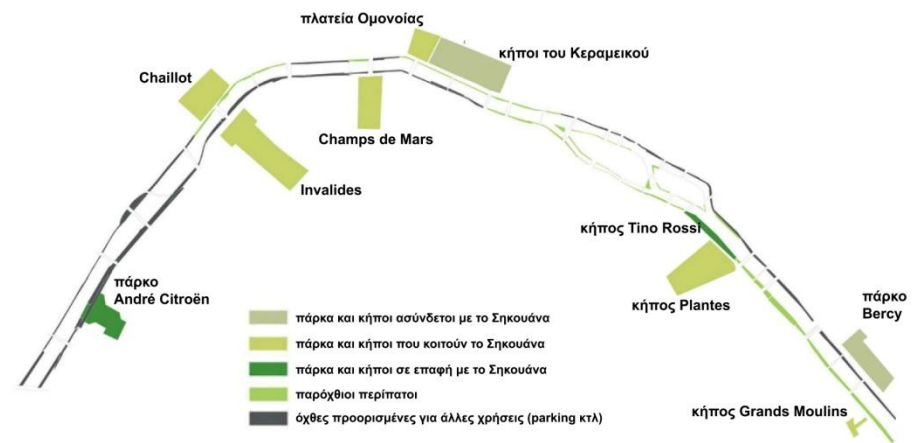 πλατεία Ομονοίας
κήποι του Κεραμεικού
Chaillot
Champs de Mars
Invalides
κήπος Tino Rossi
πάρκο
André Citroën
κήπος Plantes
πάρκο
Bercy
πάρκα και κήποι ασύνδετοι με το Σηκουάνα
πάρκα και κήποι που κοιτούν το Σηκουάνα
πάρκα και κήποι σε επαφή με το Σηκουάνα
παρόχθιοι περίπατοι
όχθες προορισμένες για άλλες χρήσεις (parking κτλ)
κήπος Grands Moulins